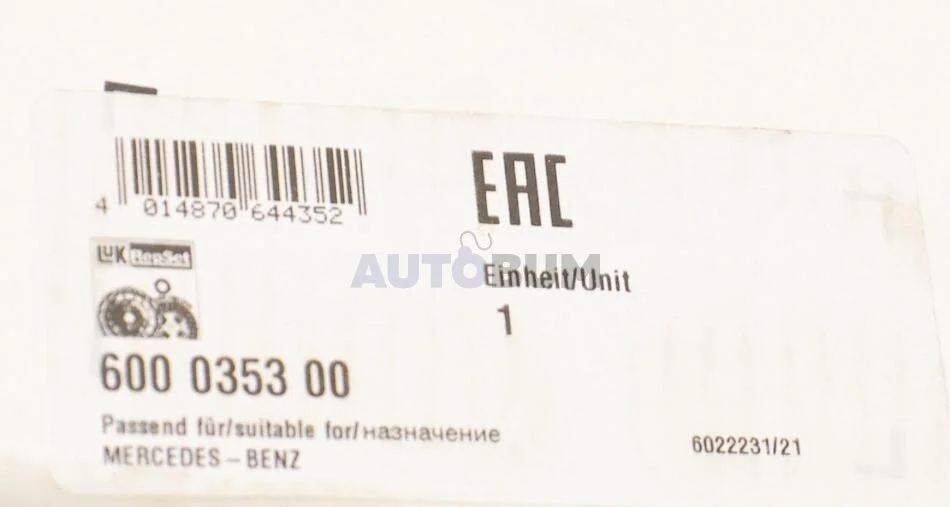 EAC
4 014870 644352
LuK RepSet
AUTODUM
Einheit/Unit
1
600 0353 00
Passend für/suitable for/назначение
MERCEDES – BENZ
6022231/21